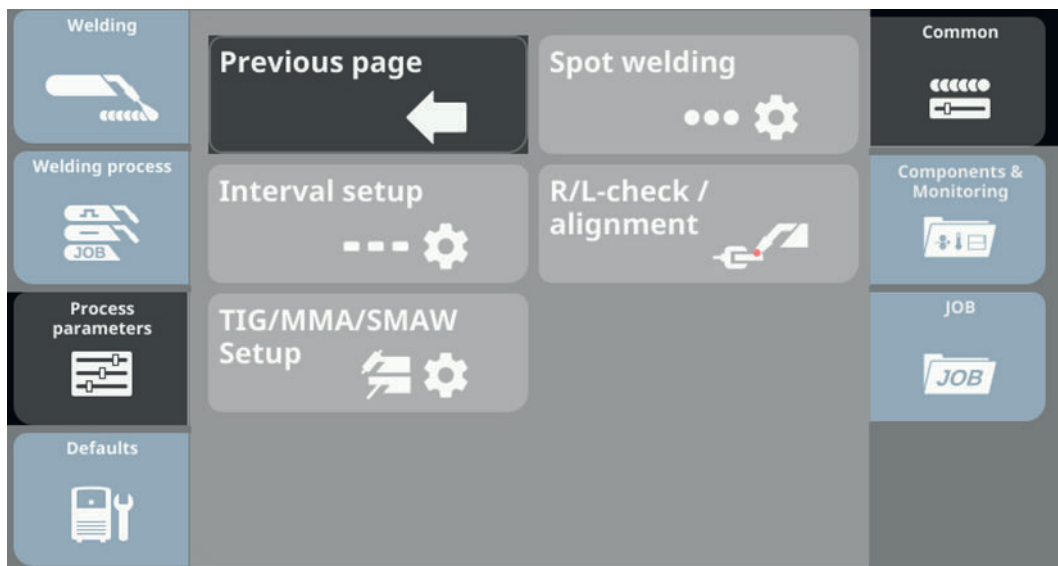 Welding
Welding process
JOB
Process
parameters
Defaults
Previous page
Spot welding
Interval setup
R/L-check /
alignment
TIG/MMA/SMAW
Setup
Common
Components &
Monitoring
JOB
JOB